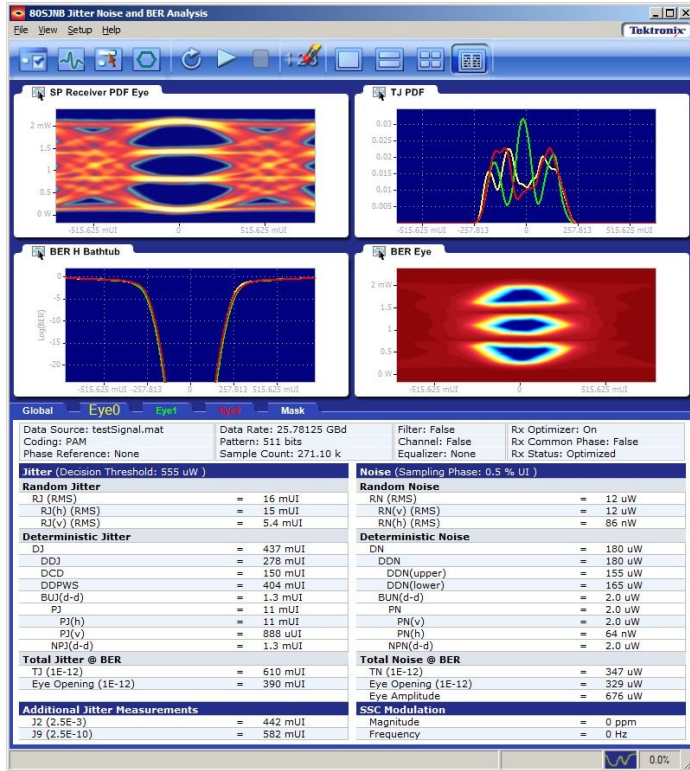 80SJNB Jitter Noise and BER Analysis
File View Setup Help
Tektronix
SP Receiver PDF Eye
2 mW
1.5
1
0.5
0 W
-515.625 mUI 0 515.625 mUI
TJ PDF
0.03
0.025
0.02
0.015
0.01
0.005
-515.625 mUI -257.813 0 257.813 515.625 mUI
BER H Bathtub
Log(BER)
0
-5
-10
-15
-20
-515.625 mUI -257.813 0 257.813 515.625 mUI
BER Eye
2 mW
1.5
1
0.5
0 W
-515.625 mUI 0 515.625 mUI
Global Eye0 Eye1 Eye2 Mask
Data Source: testSignal.mat Data Rate: 25.78125 GBd Filter: False Rx Optimizer: On
Coding: PAM Pattern: 511 bits Channel: False Rx Common Phase: False
Phase Reference: None Sample Count: 271.10 k Equalizer: None Rx Status: Optimized
Jitter (Decision Threshold: 555 uW )
Random Jitter
RJ (RMS) = 16 mUI
RJ(h) (RMS) = 15 mUI
RJ(v) (RMS) = 5.4 mUI
Deterministic Jitter
DJ = 437 mUI
DDJ = 278 mUI
DCD = 150 mUI
DDPWS = 404 mUI
BUJ(d-d) = 1.3 mUI
PJ = 11 mUI
PJ(h) = 11 mUI
PJ(v) = 888 uUI
NPJ(d-d) = 1.3 mUI
Total Jitter @ BER
TJ (1E-12) = 610 mUI
Eye Opening (1E-12) = 390 mUI
Additional Jitter Measurements
J2 (2.5E-3) = 442 mUI
J9 (2.5E-10) = 582 mUI
Noise (Sampling Phase: 0.5 % UI )
Random Noise
RN (RMS) = 12 uW
RN(v) (RMS) = 12 uW
RN(h) (RMS) = 86 nW
Deterministic Noise
DN = 180 uW
DDN = 180 uW
DDN(upper) = 155 uW
DDN(lower) = 165 uW
BUN(d-d) = 2.0 uW
PN = 2.0 uW
PN(v) = 2.0 uW
PN(h) = 64 nW
NPN(d-d) = 2.0 uW
Total Noise @ BER
TN (1E-12) = 347 uW
Eye Opening (1E-12) = 329 uW
Eye Amplitude = 676 uW
SSC Modulation
Magnitude = 0 ppm
Frequency = 0 Hz
0.0%